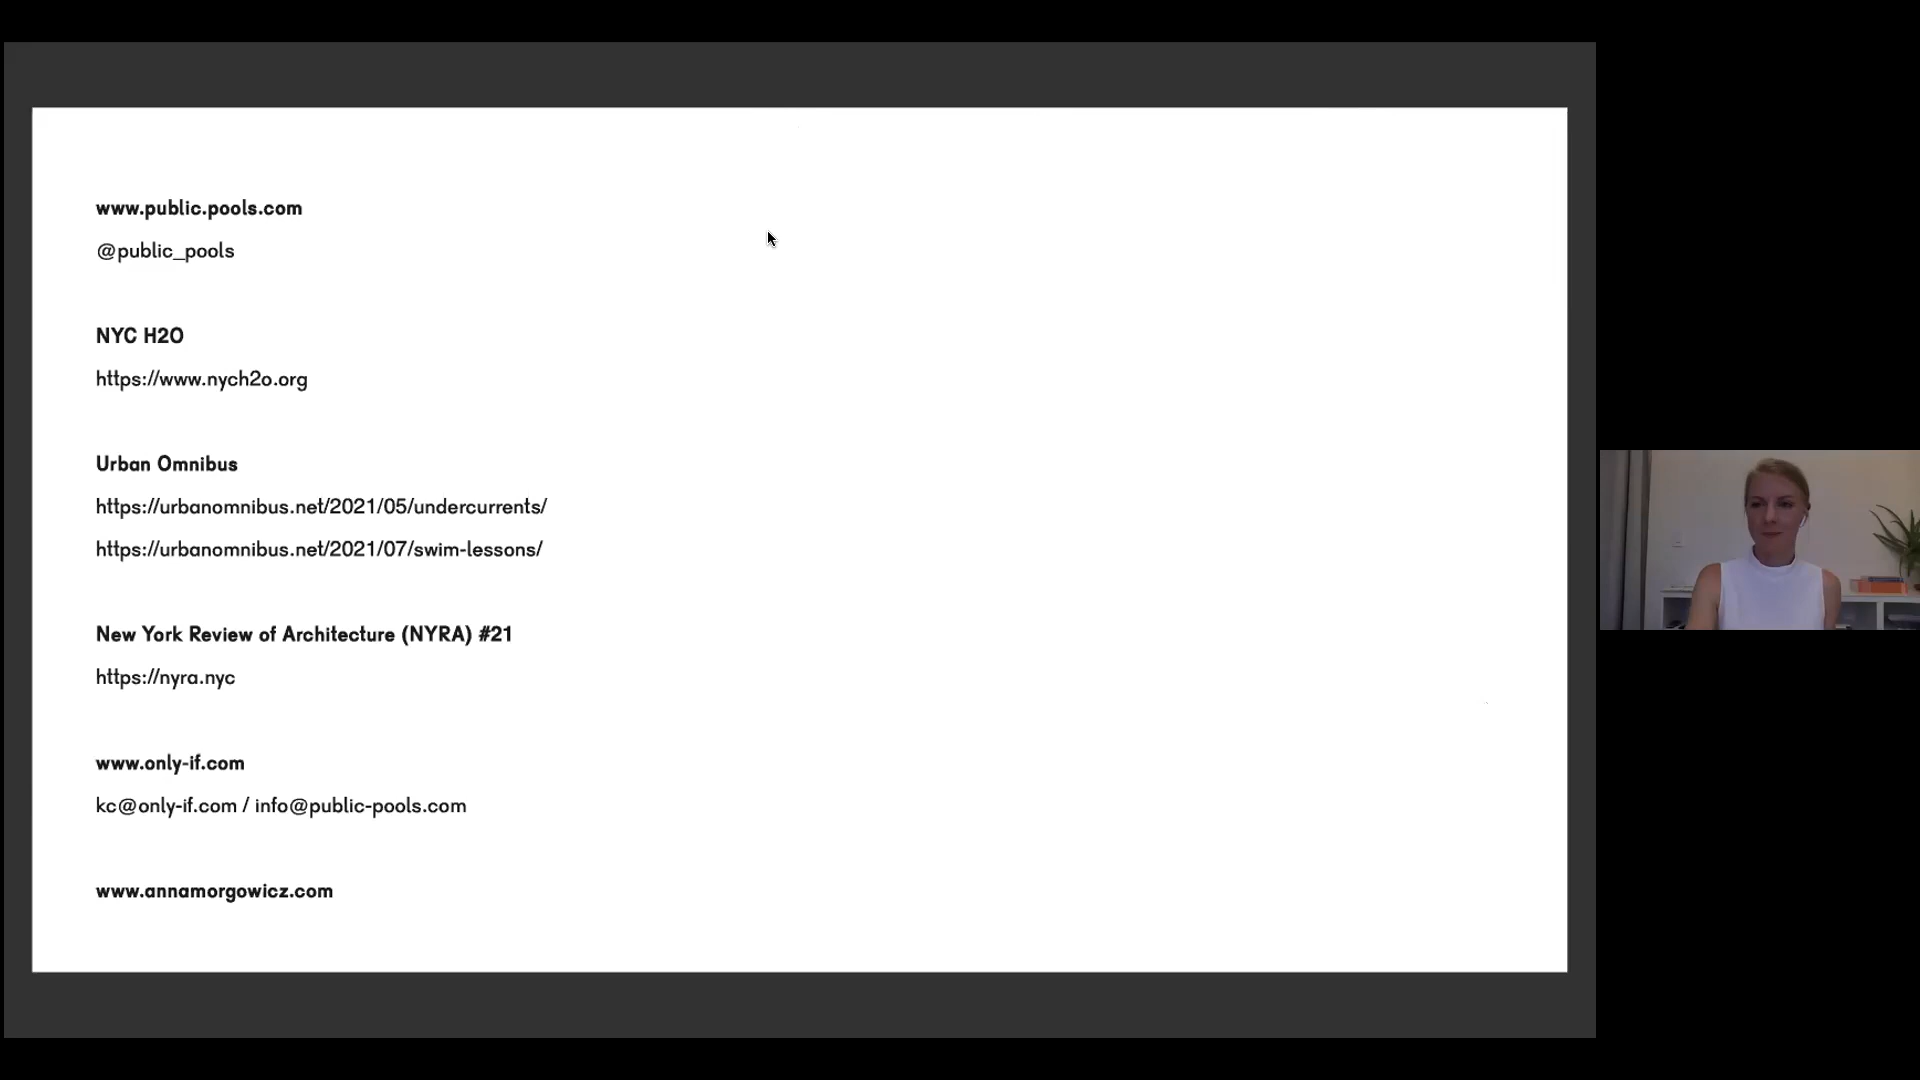 www.public.pools.com
@public_pools
NYC H2O
https://www.nych2o.org
Urban Omnibus
https://urbanomnibus.net/2021/05/undercurrents/
https://urbanomnibus.net/2021/07/swim-lessons/
New York Review of Architecture (NYRA) #21
https://nyra.nyc
www.only-if.com
kc@only-if.com / info@public-pools.com
www.annamorgowicz.com